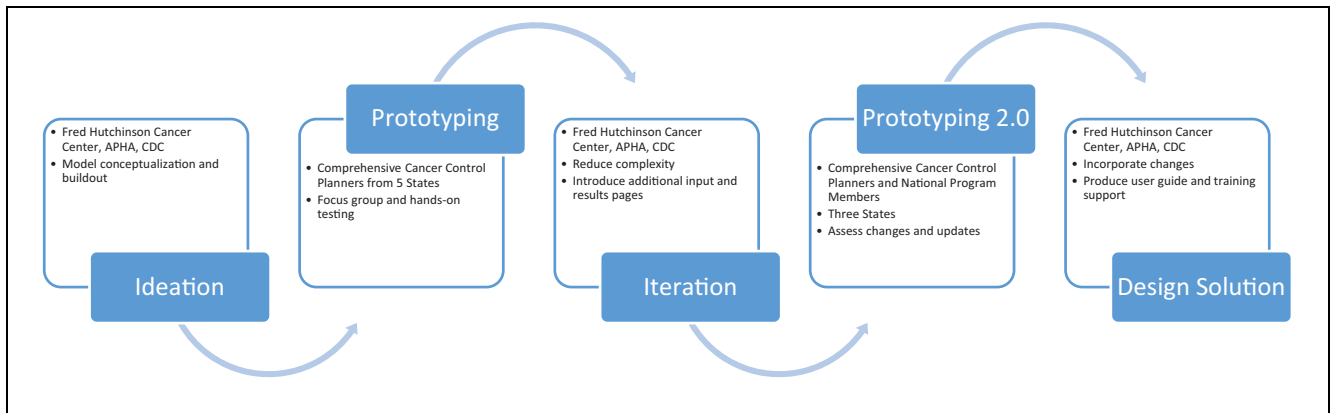 • Fred Hutchinson Cancer
Center, APHA, CDC
• Model conceptualization and
buildout
Ideation
Prototyping
• Comprehensive Cancer Control
Planners from 5 States
• Focus group and hands-on
testing
• Fred Hutchinson Cancer
Center, APHA, CDC
• Reduce complexity
• Introduce additional input and
results pages
Iteration
Prototyping 2.0
• Comprehensive Cancer Control
Planners and National Program
Members
• Three States
• Assess changes and updates
• Fred Hutchinson Cancer
Center, APHA, CDC
• Incorporate changes
• Produce user guide and training
support
Design Solution